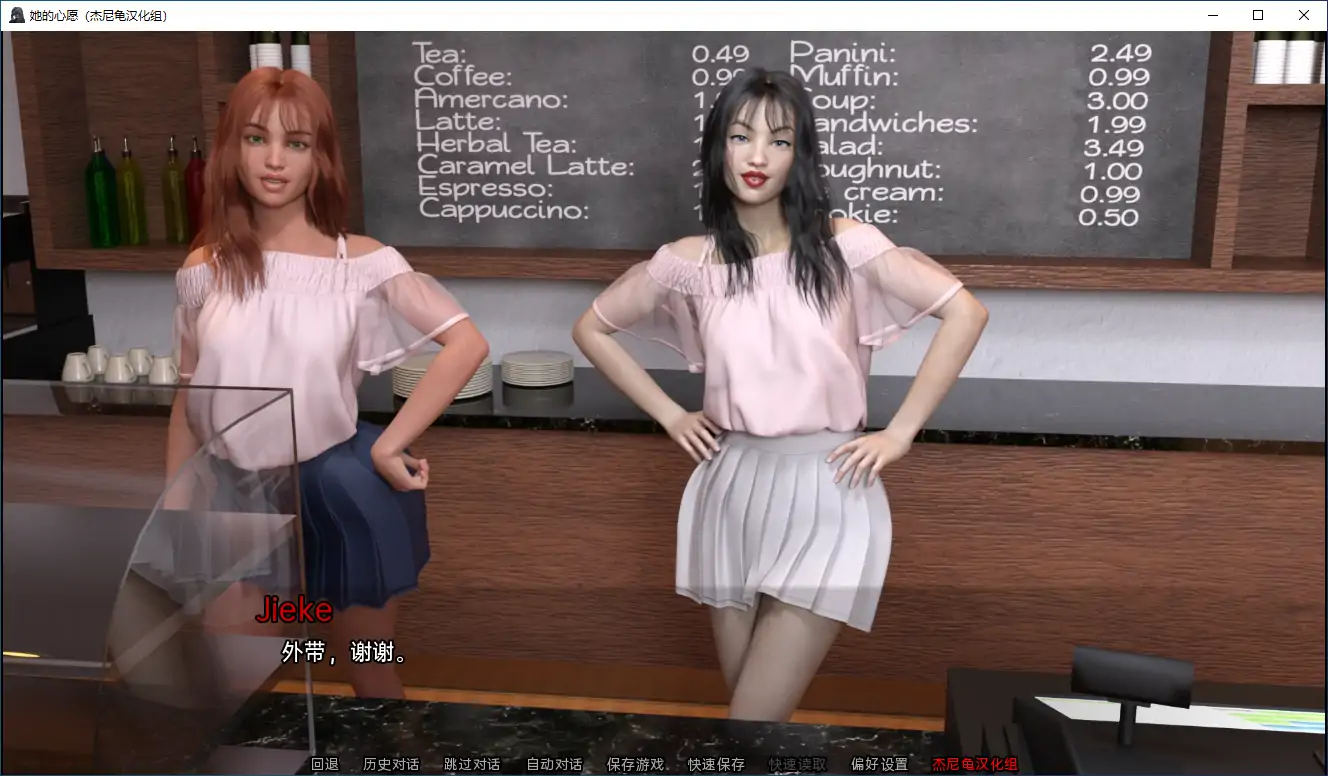 她的心愿（杰尼龟汉化组）
Tea: 0.49
Coffee:
Amercano:
Latte:
Herbal Tea:
Caramel Latte:
Espresso:
Cappuccino:
Panini: 2.49
Muffin: 0.99
3.00
1.99
3.49
1.00
cream: 0.99
0.50
Jieke
外带，谢谢。
回退 历史对话 跳过对话 自动对话 保存游戏 快速保存 快速读取 偏好设置 杰尼龟汉化组